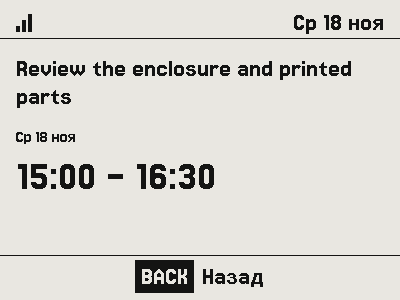 Ср 18 ноя
Review the enclosure and printed
parts
Ср 18 ноя
15:00 – 16:30
BACK Назад